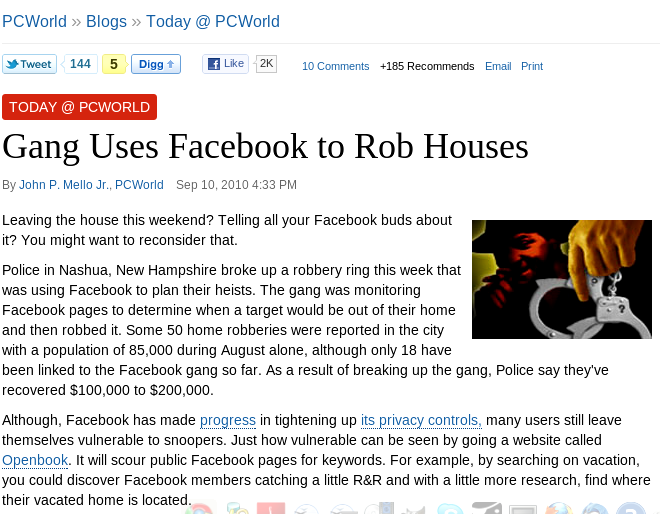 PCWorld » Blogs » Today @ PCWorld
Tweet 144 5 Digg Like 2K 10 Comments +185 Recommends Email Print
TODAY @ PCWORLD
Gang Uses Facebook to Rob Houses
By John P. Mello Jr., PCWorld Sep 10, 2010 4:33 PM
Leaving the house this weekend? Telling all your Facebook buds about
it? You might want to reconsider that.
Police in Nashua, New Hampshire broke up a robbery ring this week that
was using Facebook to plan their heists. The gang was monitoring
Facebook pages to determine when a target would be out of their home
and then robbed it. Some 50 home robberies were reported in the city
with a population of 85,000 during August alone, although only 18 have
been linked to the Facebook gang so far. As a result of breaking up the gang, Police say they've
recovered $100,000 to $200,000.
Although, Facebook has made progress in tightening up its privacy controls, many users still leave
themselves vulnerable to snoopers. Just how vulnerable can be seen by going a website called
Openbook. It will scour public Facebook pages for keywords. For example, by searching on vacation,
you could discover Facebook members catching a little R&R and with a little more research, find where
their vacated home is located.